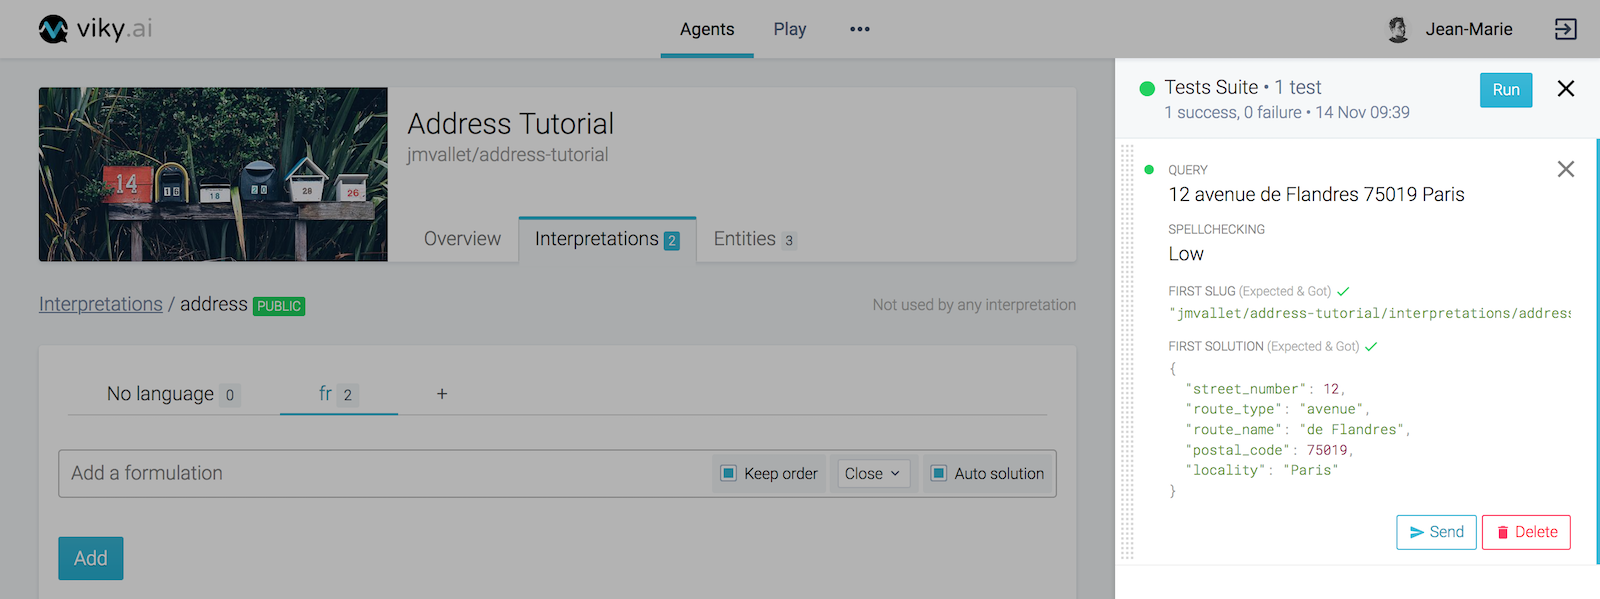 viky.ai
Agents
Play
Jean-Marie
Address Tutorial
jmvallet/address-tutorial
14
16
18
20
28
26
Overview
Interpretations 2
Entities 3
Interpretations / address PUBLIC
Not used by any interpretation
No language 0
fr 2
+
Add a formulation
Keep order
Close
Auto solution
Add
Tests Suite • 1 test
1 success, 0 failure • 14 Nov 09:39
Run
QUERY
12 avenue de Flandres 75019 Paris
SPELLCHECKING
Low
FIRST SLUG (Expected & Got)
"jmvallet/address-tutorial/interpretations/address
FIRST SOLUTION (Expected & Got)
{
"street_number": 12,
"route_type": "avenue",
"route_name": "de Flandres",
"postal_code": 75019,
"locality": "Paris"
}
Send
Delete